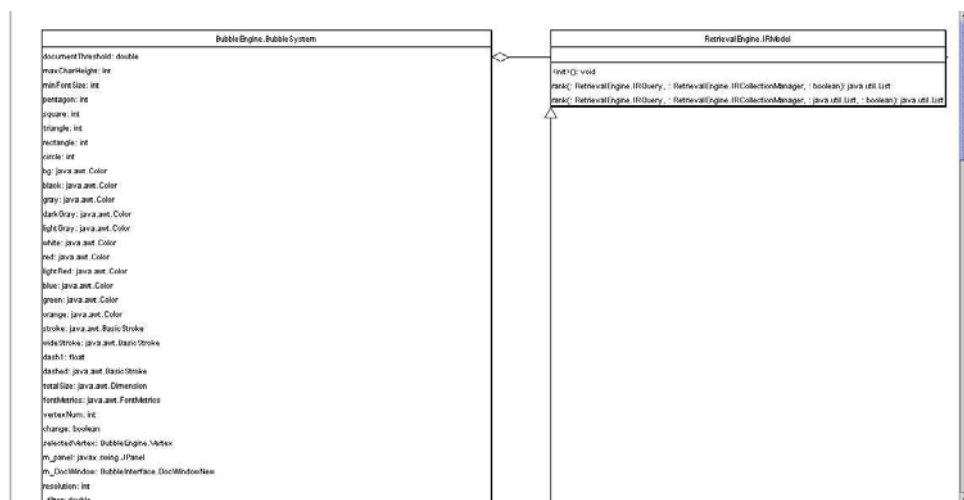 BubbleEngine.BubbleSystem
documentThreshold: double
maxCharHeight: int
minFontSize: int
pentagon: int
square: int
triangle: int
rectangle: int
circle: int
bg: java.awt.Color
black: java.awt.Color
gray: java.awt.Color
darkGray: java.awt.Color
lightGray: java.awt.Color
white: java.awt.Color
red: java.awt.Color
lightRed: java.awt.Color
blue: java.awt.Color
green: java.awt.Color
orange: java.awt.Color
stroke: java.awt.BasicStroke
wideStroke: java.awt.BasicStroke
dash1: float
dashed: java.awt.BasicStroke
totalSize: java.awt.Dimension
fontMetrics: java.awt.FontMetrics
vertexNum: int
change: boolean
selectedVertex: BubbleEngine.Vertex
m_panel: javax.swing.JPanel
m_DocWindow: BubbleInterface.DocWindowNew
resolution: int
filter: double
RetrievalEngine.IRModel
<init>(): void
rank(: RetrievalEngine.IRQuery, : RetrievalEngine.IRCollectionManager, : boolean): java.util.List
rank(: RetrievalEngine.IRQuery, : RetrievalEngine.IRCollectionManager, : java.util.List, : boolean): java.util.List